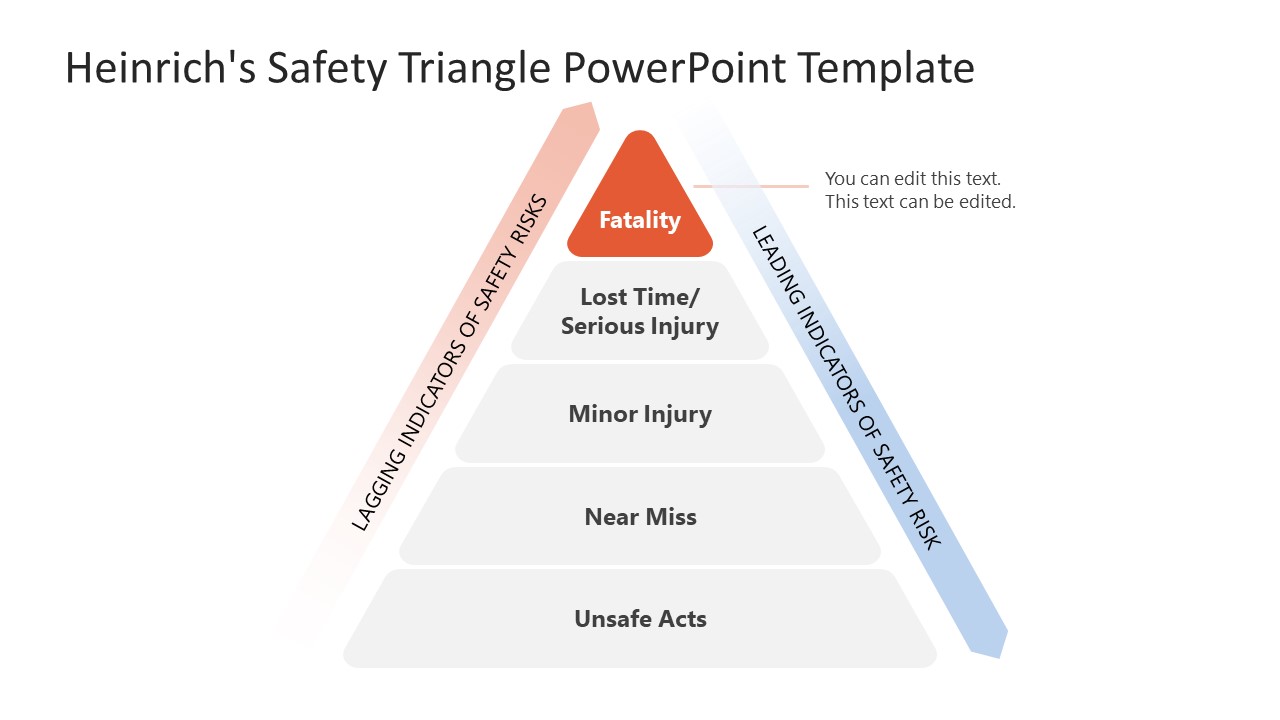 Heinrich's Safety Triangle PowerPoint Template
LAGGING INDICATORS OF SAFETY RISKS
Fatality
You can edit this text.
This text can be edited.
LEADING INDICATORS OF SAFETY RISK
Lost Time/
Serious Injury
Minor Injury
Near Miss
Unsafe Acts